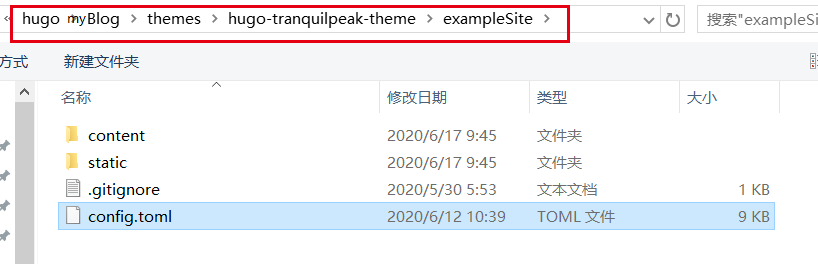 « hugo myBlog > themes > hugo-tranquilpeak-theme > exampleSite >
搜索"exampleSi
方式 新建文件夹
名称 修改日期 类型 大小
content 2020/6/17 9:45 文件夹
static 2020/6/17 9:45 文件夹
.gitignore 2020/5/30 5:53 文本文档 1 KB
config.toml 2020/6/12 10:39 TOML 文件 9 KB